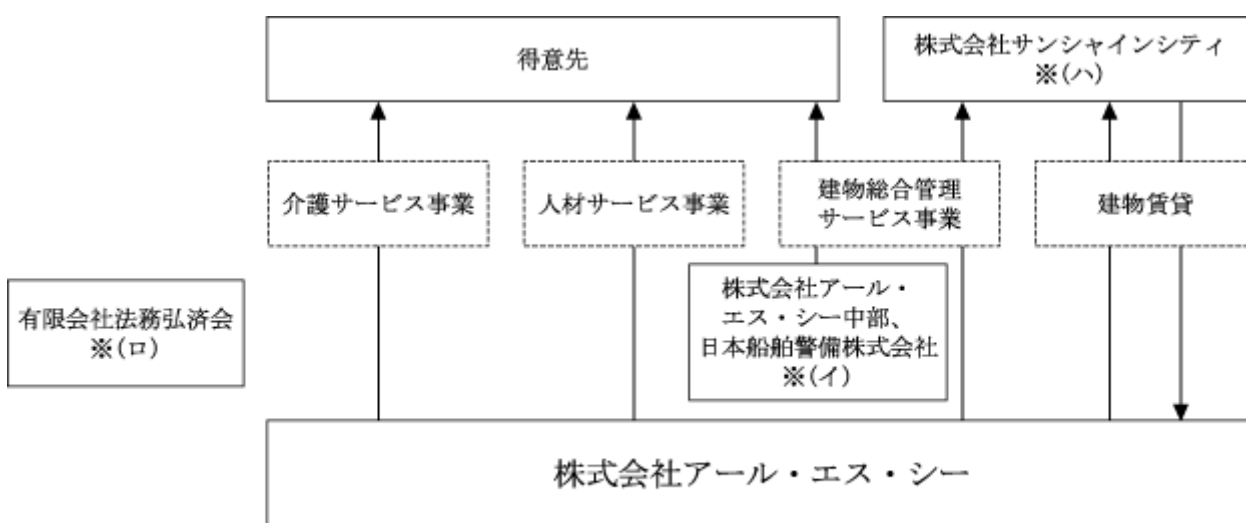 得意先
株式会社サンシャインシティ
※(ハ)
介護サービス事業
人材サービス事業
建物総合管理
サービス事業
建物賃貸
有限会社法務弘済会
※(ロ)
株式会社アール・
エス・シー中部、
日本船舶警備株式会社
※(イ)
株式会社アール・エス・シー